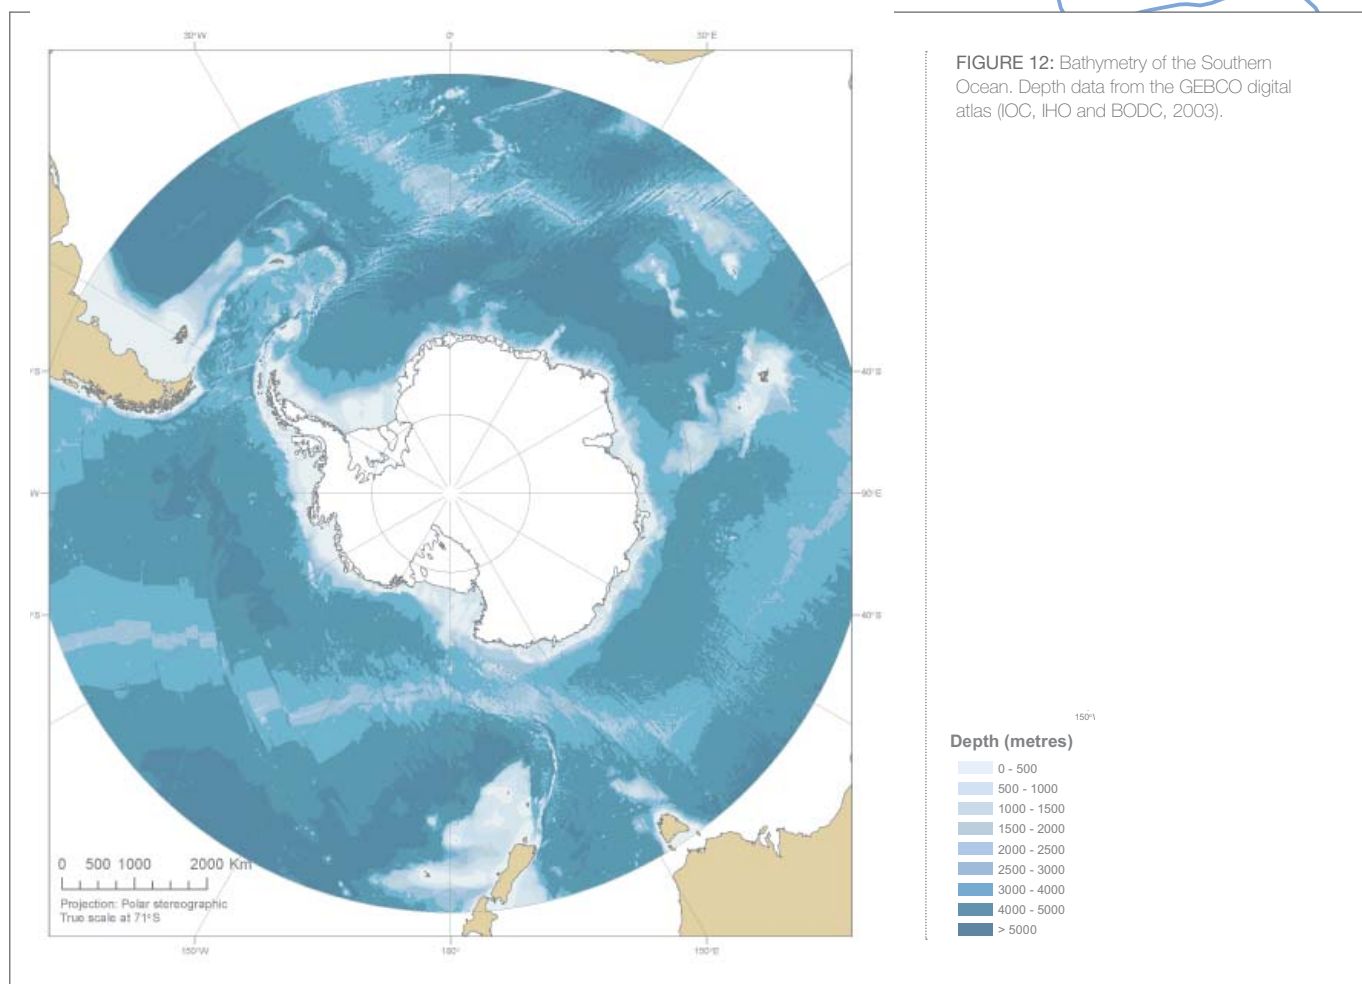 30°W
0°
30°E
FIGURE 12: Bathymetry of the Southern
Ocean. Depth data from the GEBCO digital
atlas (IOC, IHO and BODC, 2003).
°S
40°S
W
90°E
°S
40°S
150°
Depth (metres)
0 - 500
500 - 1000
1000 - 1500
1500 - 2000
2000 - 2500
2500 - 3000
3000 - 4000
4000 - 5000
> 5000
0 500 1000 2000 Km
Projection: Polar stereographic
True scale at 71°S
150°W
180°
150°E